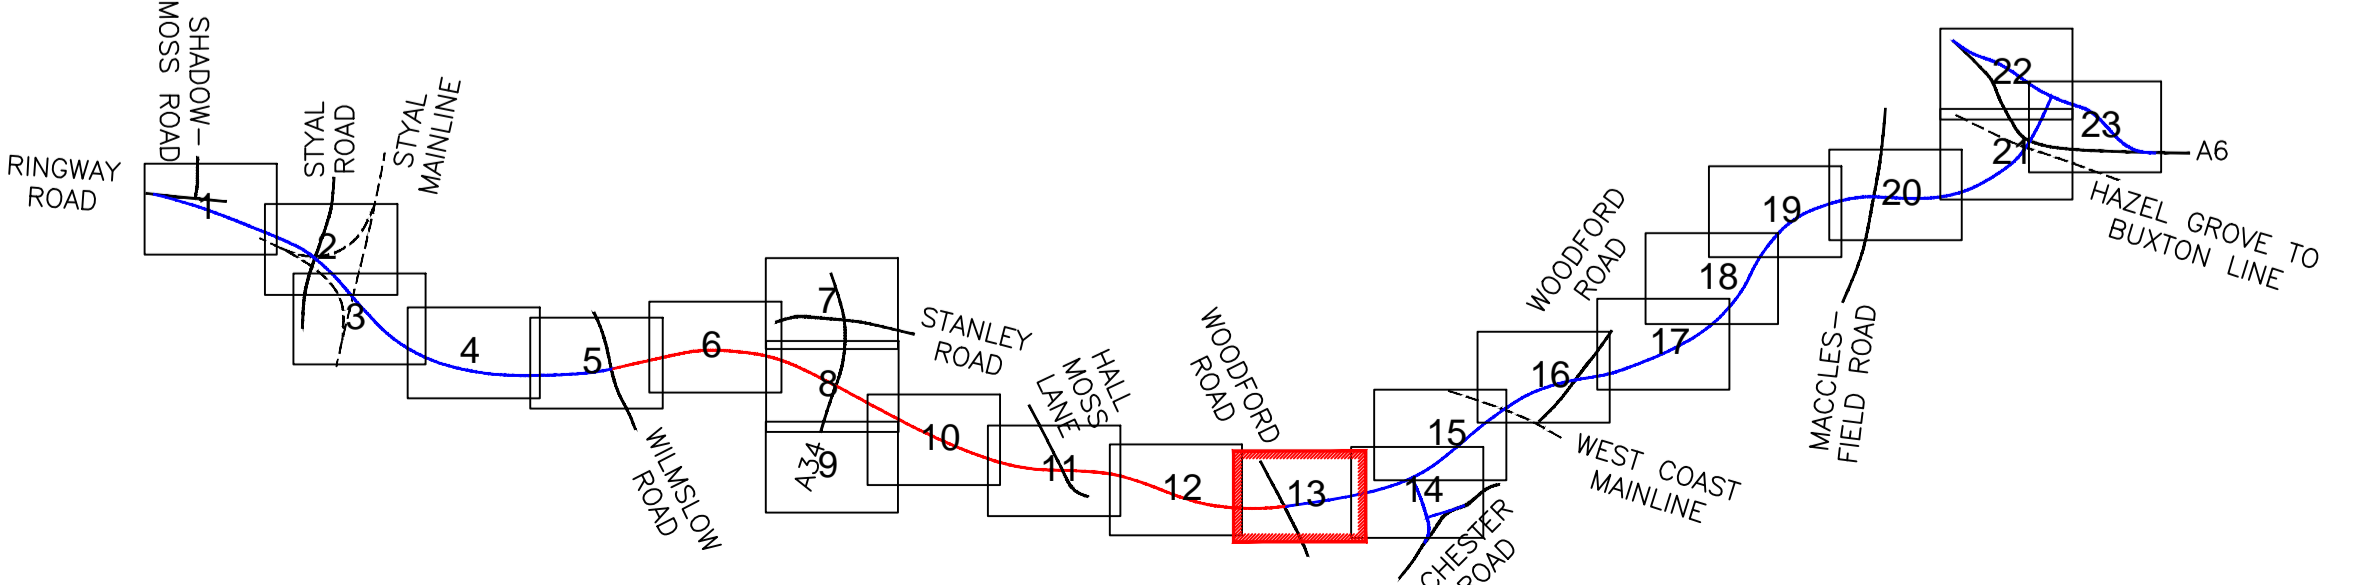 SHADOW-
MOSS ROAD
RINGWAY
ROAD
1
STYAL
ROAD
STYAL
MAINLINE
2
3
4
5
WILMSLOW
ROAD
6
7
STANLEY
ROAD
8
A34
9
10
HALL
MOSS
LANE
11
12
WOODFORD
ROAD
13
14
CHESTER
ROAD
15
WEST COAST
MAINLINE
WOODFORD
ROAD
16
17
18
19
MACCLES-
FIELD ROAD
20
21
22
23
A6
HAZEL GROVE TO
BUXTON LINE